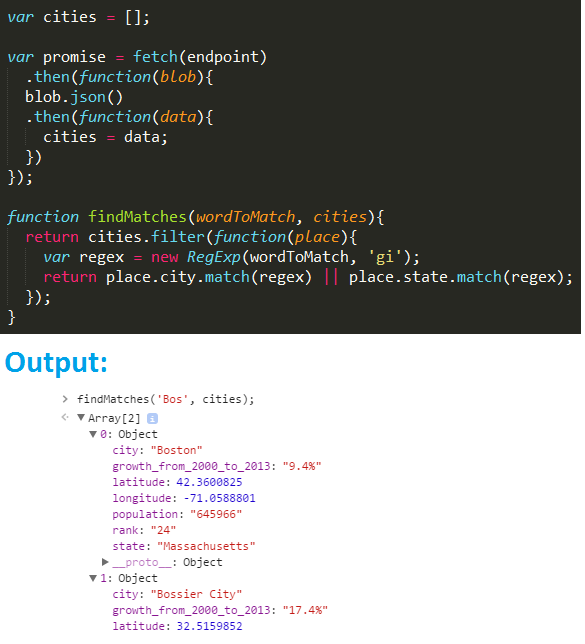 var cities = [];
var promise = fetch(endpoint)
.then(function(blob){
blob.json()
.then(function(data){
cities = data;
})
});
function findMatches(wordToMatch, cities){
return cities.filter(function(place){
var regex = new RegExp(wordToMatch, 'gi');
return place.city.match(regex) || place.state.match(regex);
});
}
Output:
> findMatches('Bos', cities);
<· ▼Array[2] i
▼0: Object
city: "Boston"
growth_from_2000_to_2013: "9.4%"
latitude: 42.3600825
longitude: -71.0588801
population: "645966"
rank: "24"
state: "Massachusetts"
▶__proto__: Object
▼1: Object
city: "Bossier City"
growth_from_2000_to_2013: "17.4%"
latitude: 32.5159852